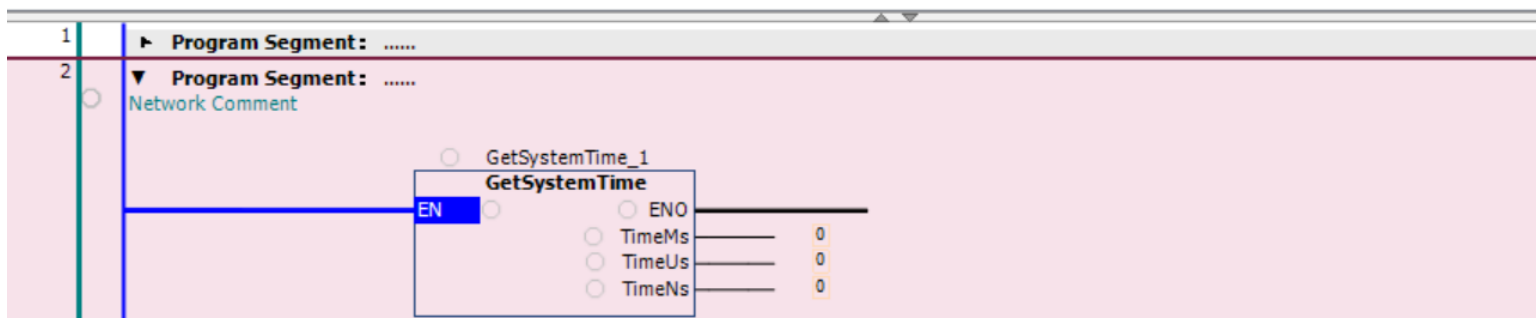 1 Program Segment: ......
2 Program Segment: ......
Network Comment
GetSystemTime_1
GetSystemTime
EN ENO
TimeMs 0
TimeUs 0
TimeNs 0